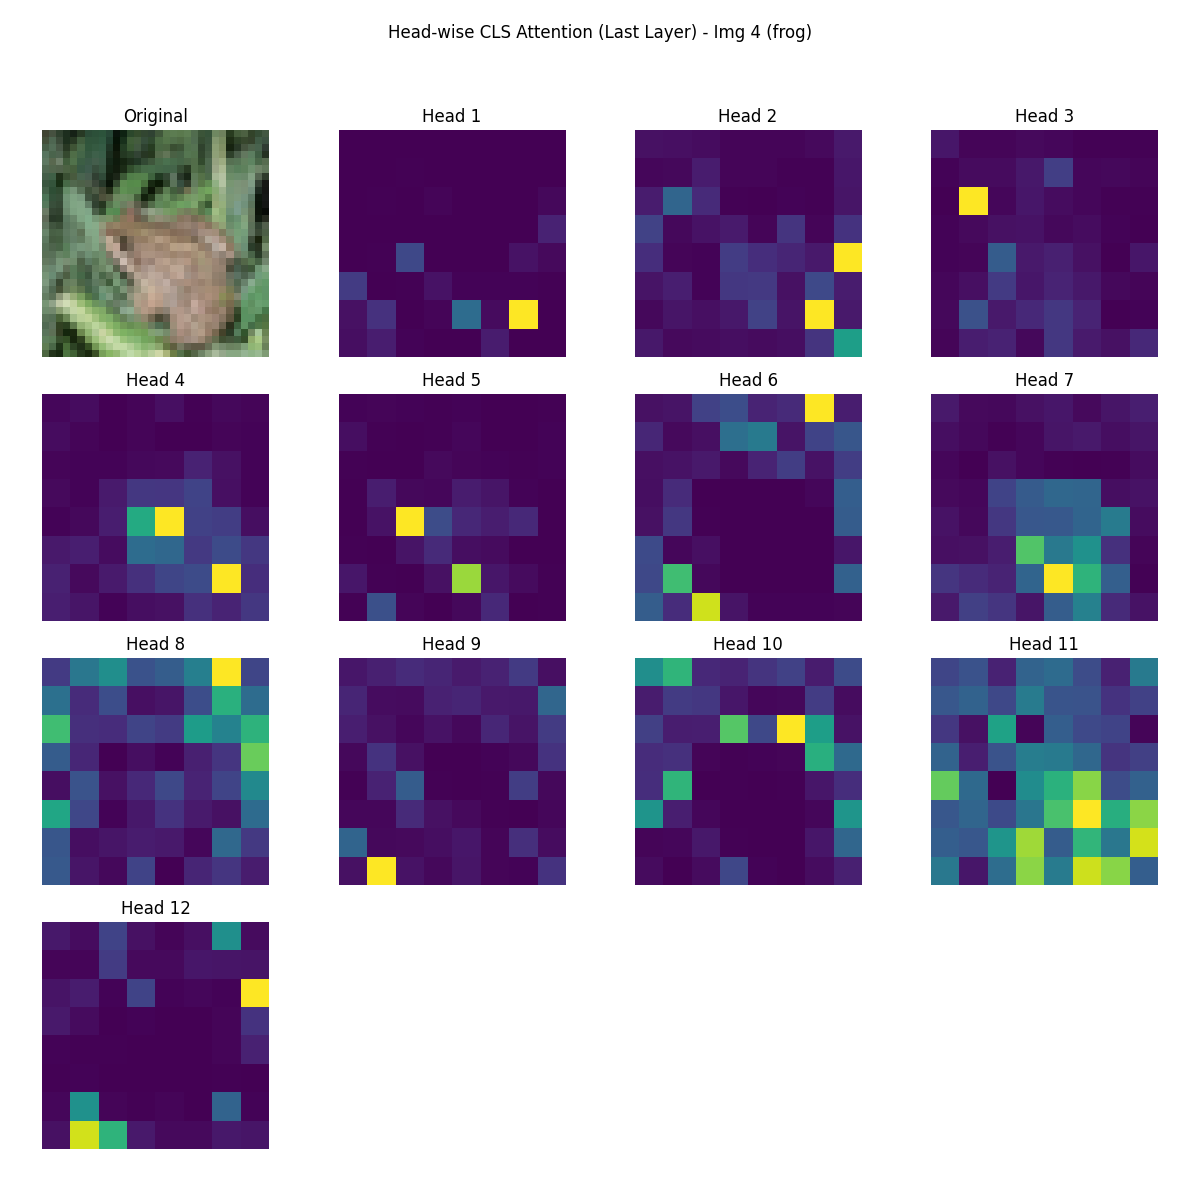 Head-wise CLS Attention (Last Layer) - Img 4 (frog)
Original
Head 1
Head 2
Head 3
Head 4
Head 5
Head 6
Head 7
Head 8
Head 9
Head 10
Head 11
Head 12